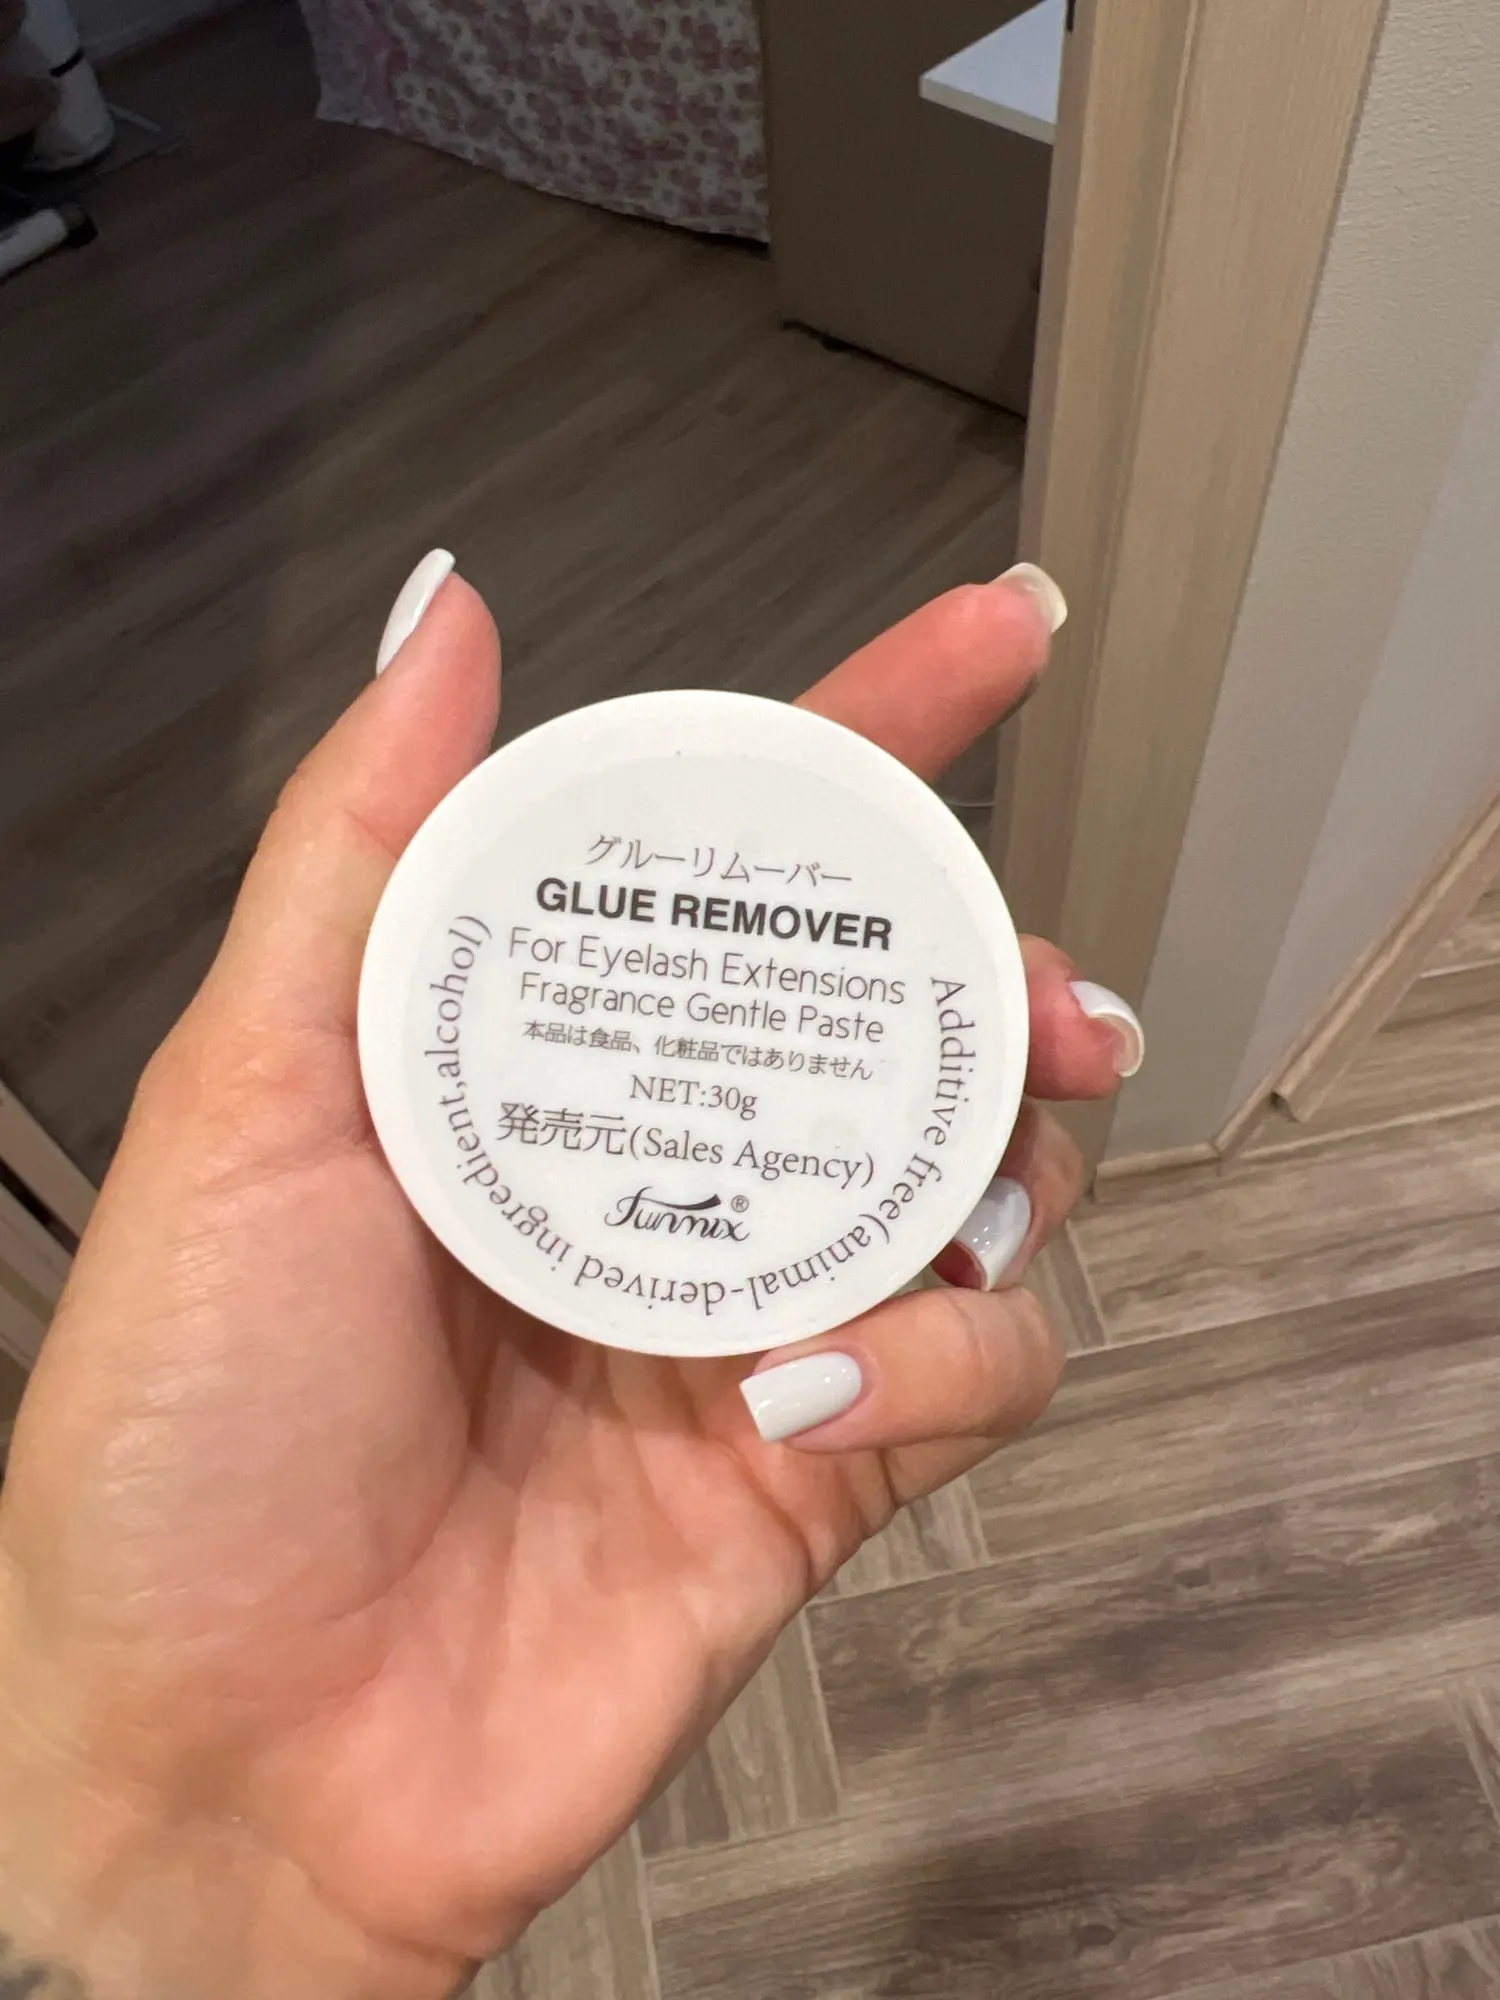 グルーリムーバー
GLUE REMOVER
For Eyelash Extensions
Fragrance Gentle Paste
本品は食品、化粧品ではありません
NET:30g
発売元(Sales Agency)
Funmix®
Additive free(animal-derived ingredient,alcohol)